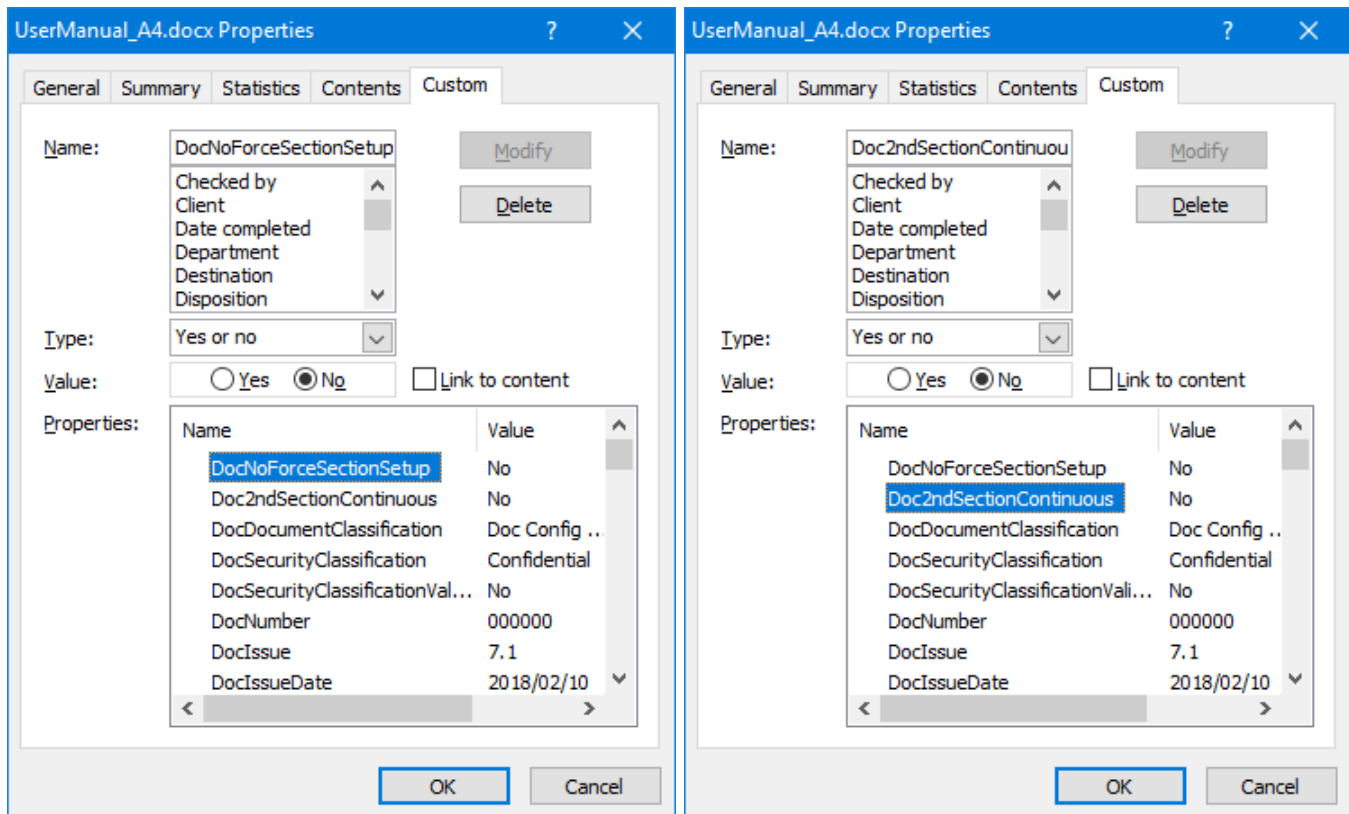 UserManual_A4.docx Properties ? ×
General Summary Statistics Contents Custom
Name: DocNoForceSectionSetup Modify
Checked by
Client
Delete
Date completed
Department
Destination
Disposition
Type: Yes or no
Value: Yes No Link to content
Properties: Name Value
DocNoForceSectionSetup No
Doc2ndSectionContinuous No
DocDocumentClassification Doc Config ...
DocSecurityClassification Confidential
DocSecurityClassificationVal... No
DocNumber 000000
DocIssue 7.1
DocIssueDate 2018/02/10
OK Cancel
UserManual_A4.docx Properties ? ×
General Summary Statistics Contents Custom
Name: Doc2ndSectionContinuou Modify
Checked by
Client
Delete
Date completed
Department
Destination
Disposition
Type: Yes or no
Value: Yes No Link to content
Properties: Name Value
DocNoForceSectionSetup No
Doc2ndSectionContinuous No
DocDocumentClassification Doc Config ..
DocSecurityClassification Confidential
DocSecurityClassificationVali... No
DocNumber 000000
DocIssue 7.1
DocIssueDate 2018/02/10
OK Cancel